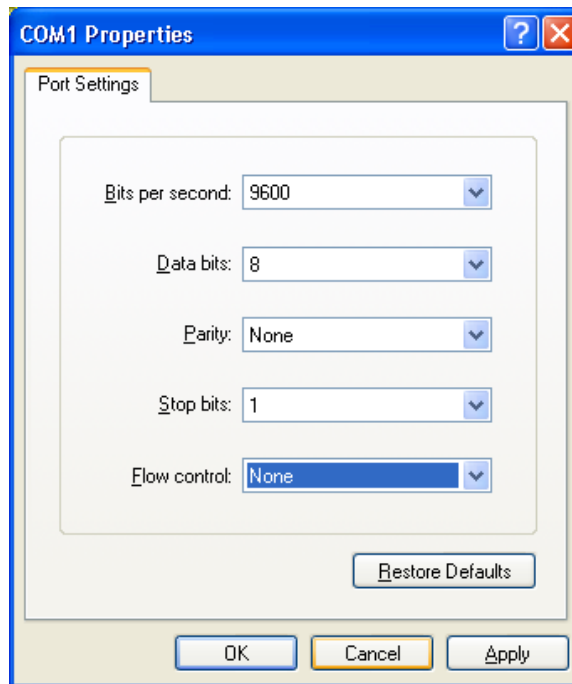 COM1 Properties
Port Settings
Bits per second: 9600
Data bits: 8
Parity: None
Stop bits: 1
Flow control: None
Restore Defaults
OK Cancel Apply